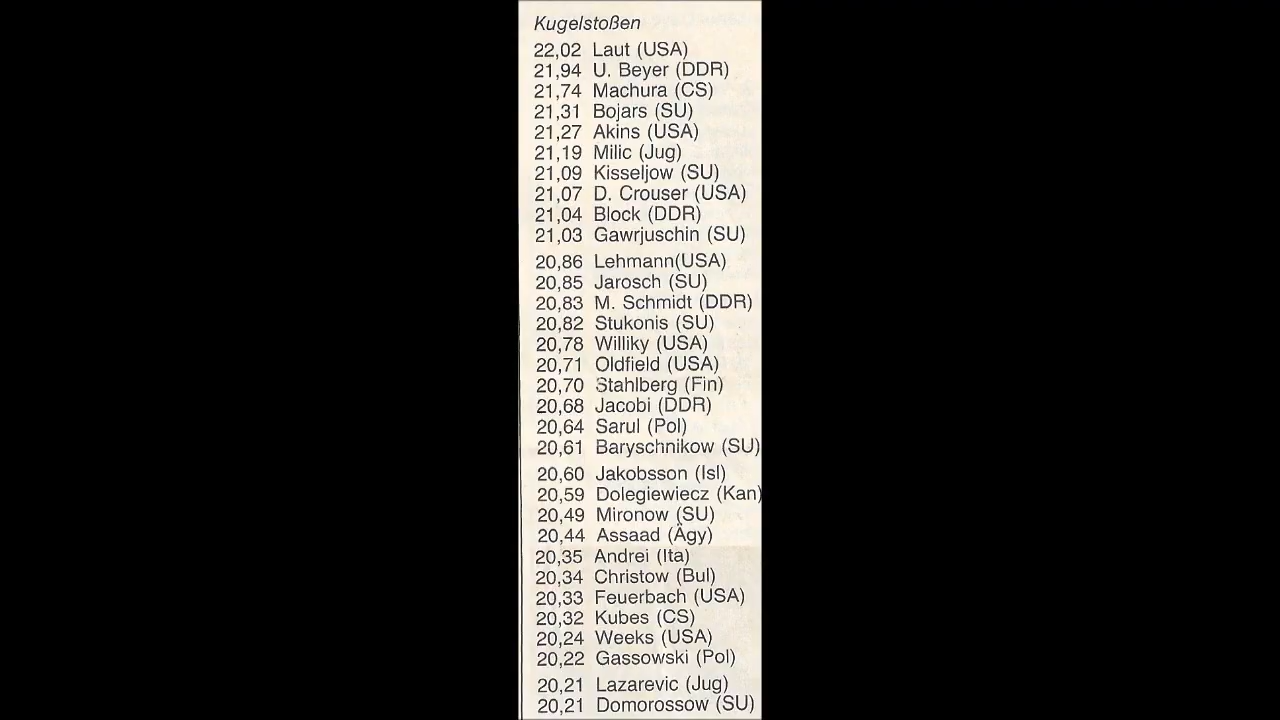 Kugelstoßen
22,02 Laut (USA)
21,94 U. Beyer (DDR)
21,74 Machura (CS)
21,31 Bojars (SU)
21,27 Akins (USA)
21,19 Milic (Jug)
21,09 Kisseljow (SU)
21,07 D. Crouser (USA)
21,04 Block (DDR)
21,03 Gawrjuschin (SU)
20,86 Lehmann(USA)
20,85 Jarosch (SU)
20,83 M. Schmidt (DDR)
20,82 Stukonis (SU)
20,78 Williky (USA)
20,71 Oldfield (USA)
20,70 Stahlberg (Fin)
20,68 Jacobi (DDR)
20,64 Sarul (Pol)
20,61 Baryschnikow (SU)
20,60 Jakobsson (Isl)
20,59 Dolegiewiecz (Kan)
20,49 Mironow (SU)
20,44 Assaad (Ägy)
20,35 Andrei (Ita)
20,34 Christow (Bul)
20,33 Feuerbach (USA)
20,32 Kubes (CS)
20,24 Weeks (USA)
20,22 Gassowski (Pol)
20,21 Lazarevic (Jug)
20,21 Domorossow (SU)